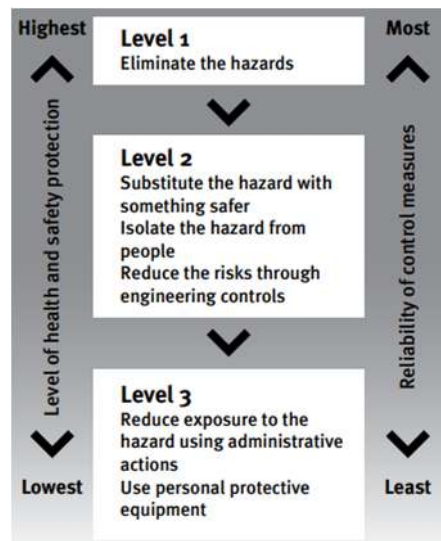 Highest
Most
Level 1
Eliminate the hazards
Level of health and safety protection
Reliability of control measures
Level 2
Substitute the hazard with
something safer
Isolate the hazard from
people
Reduce the risks through
engineering controls
Level 3
Reduce exposure to the
hazard using administrative
actions
Use personal protective
equipment
Lowest
Least